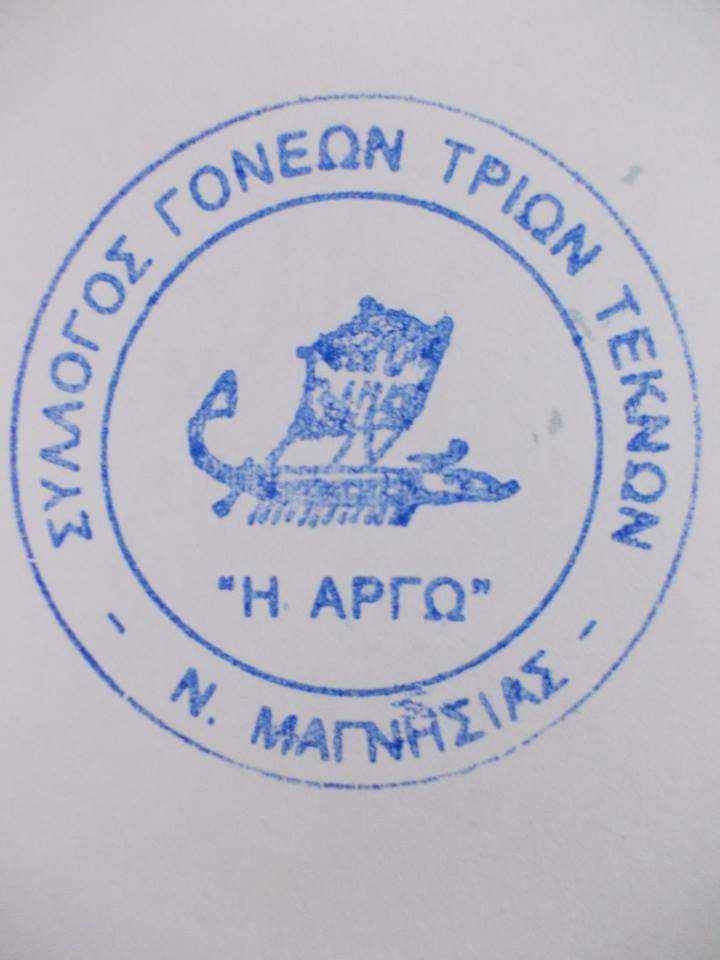 ΣΥΛΛΟΓΟΣ ΓΟΝΕΩΝ ΤΡΙΩΝ ΤΕΚΝΩΝ
"Η ΑΡΓΩ"
- Ν. ΜΑΓΝΗΣΙΑΣ -